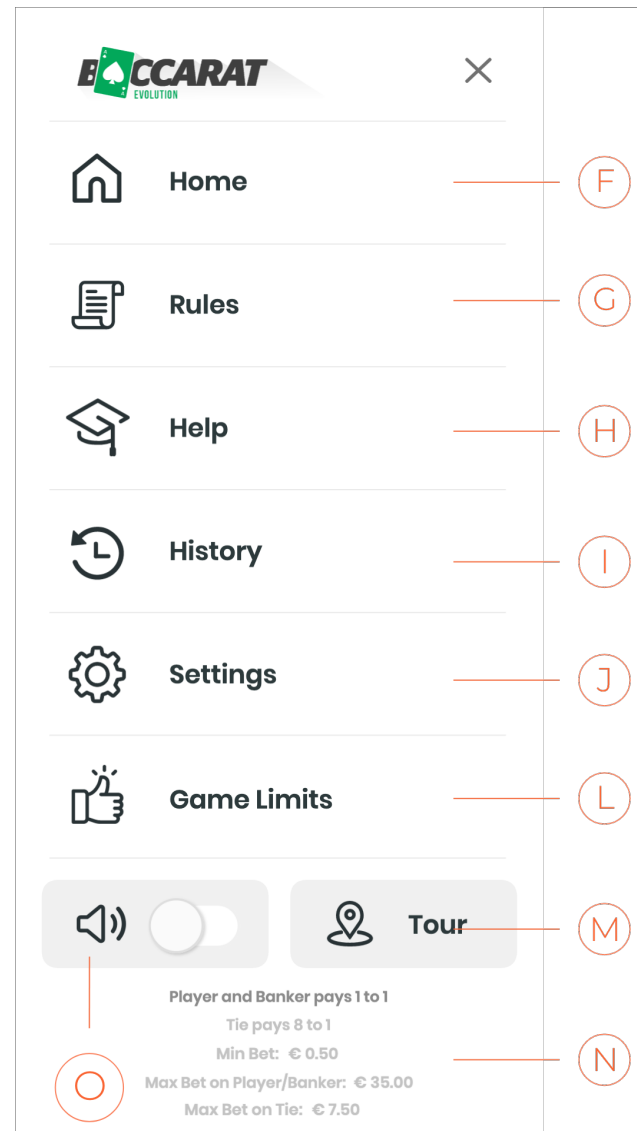 BACCARAT
EVOLUTION
Home
F
Rules
G
Help
H
History
I
Settings
J
Game Limits
L
Tour
M
Player and Banker pays 1 to 1
Tie pays 8 to 1
Min Bet: € 0.50
Max Bet on Player/Banker: € 35.00
Max Bet on Tie: € 7.50
N
O